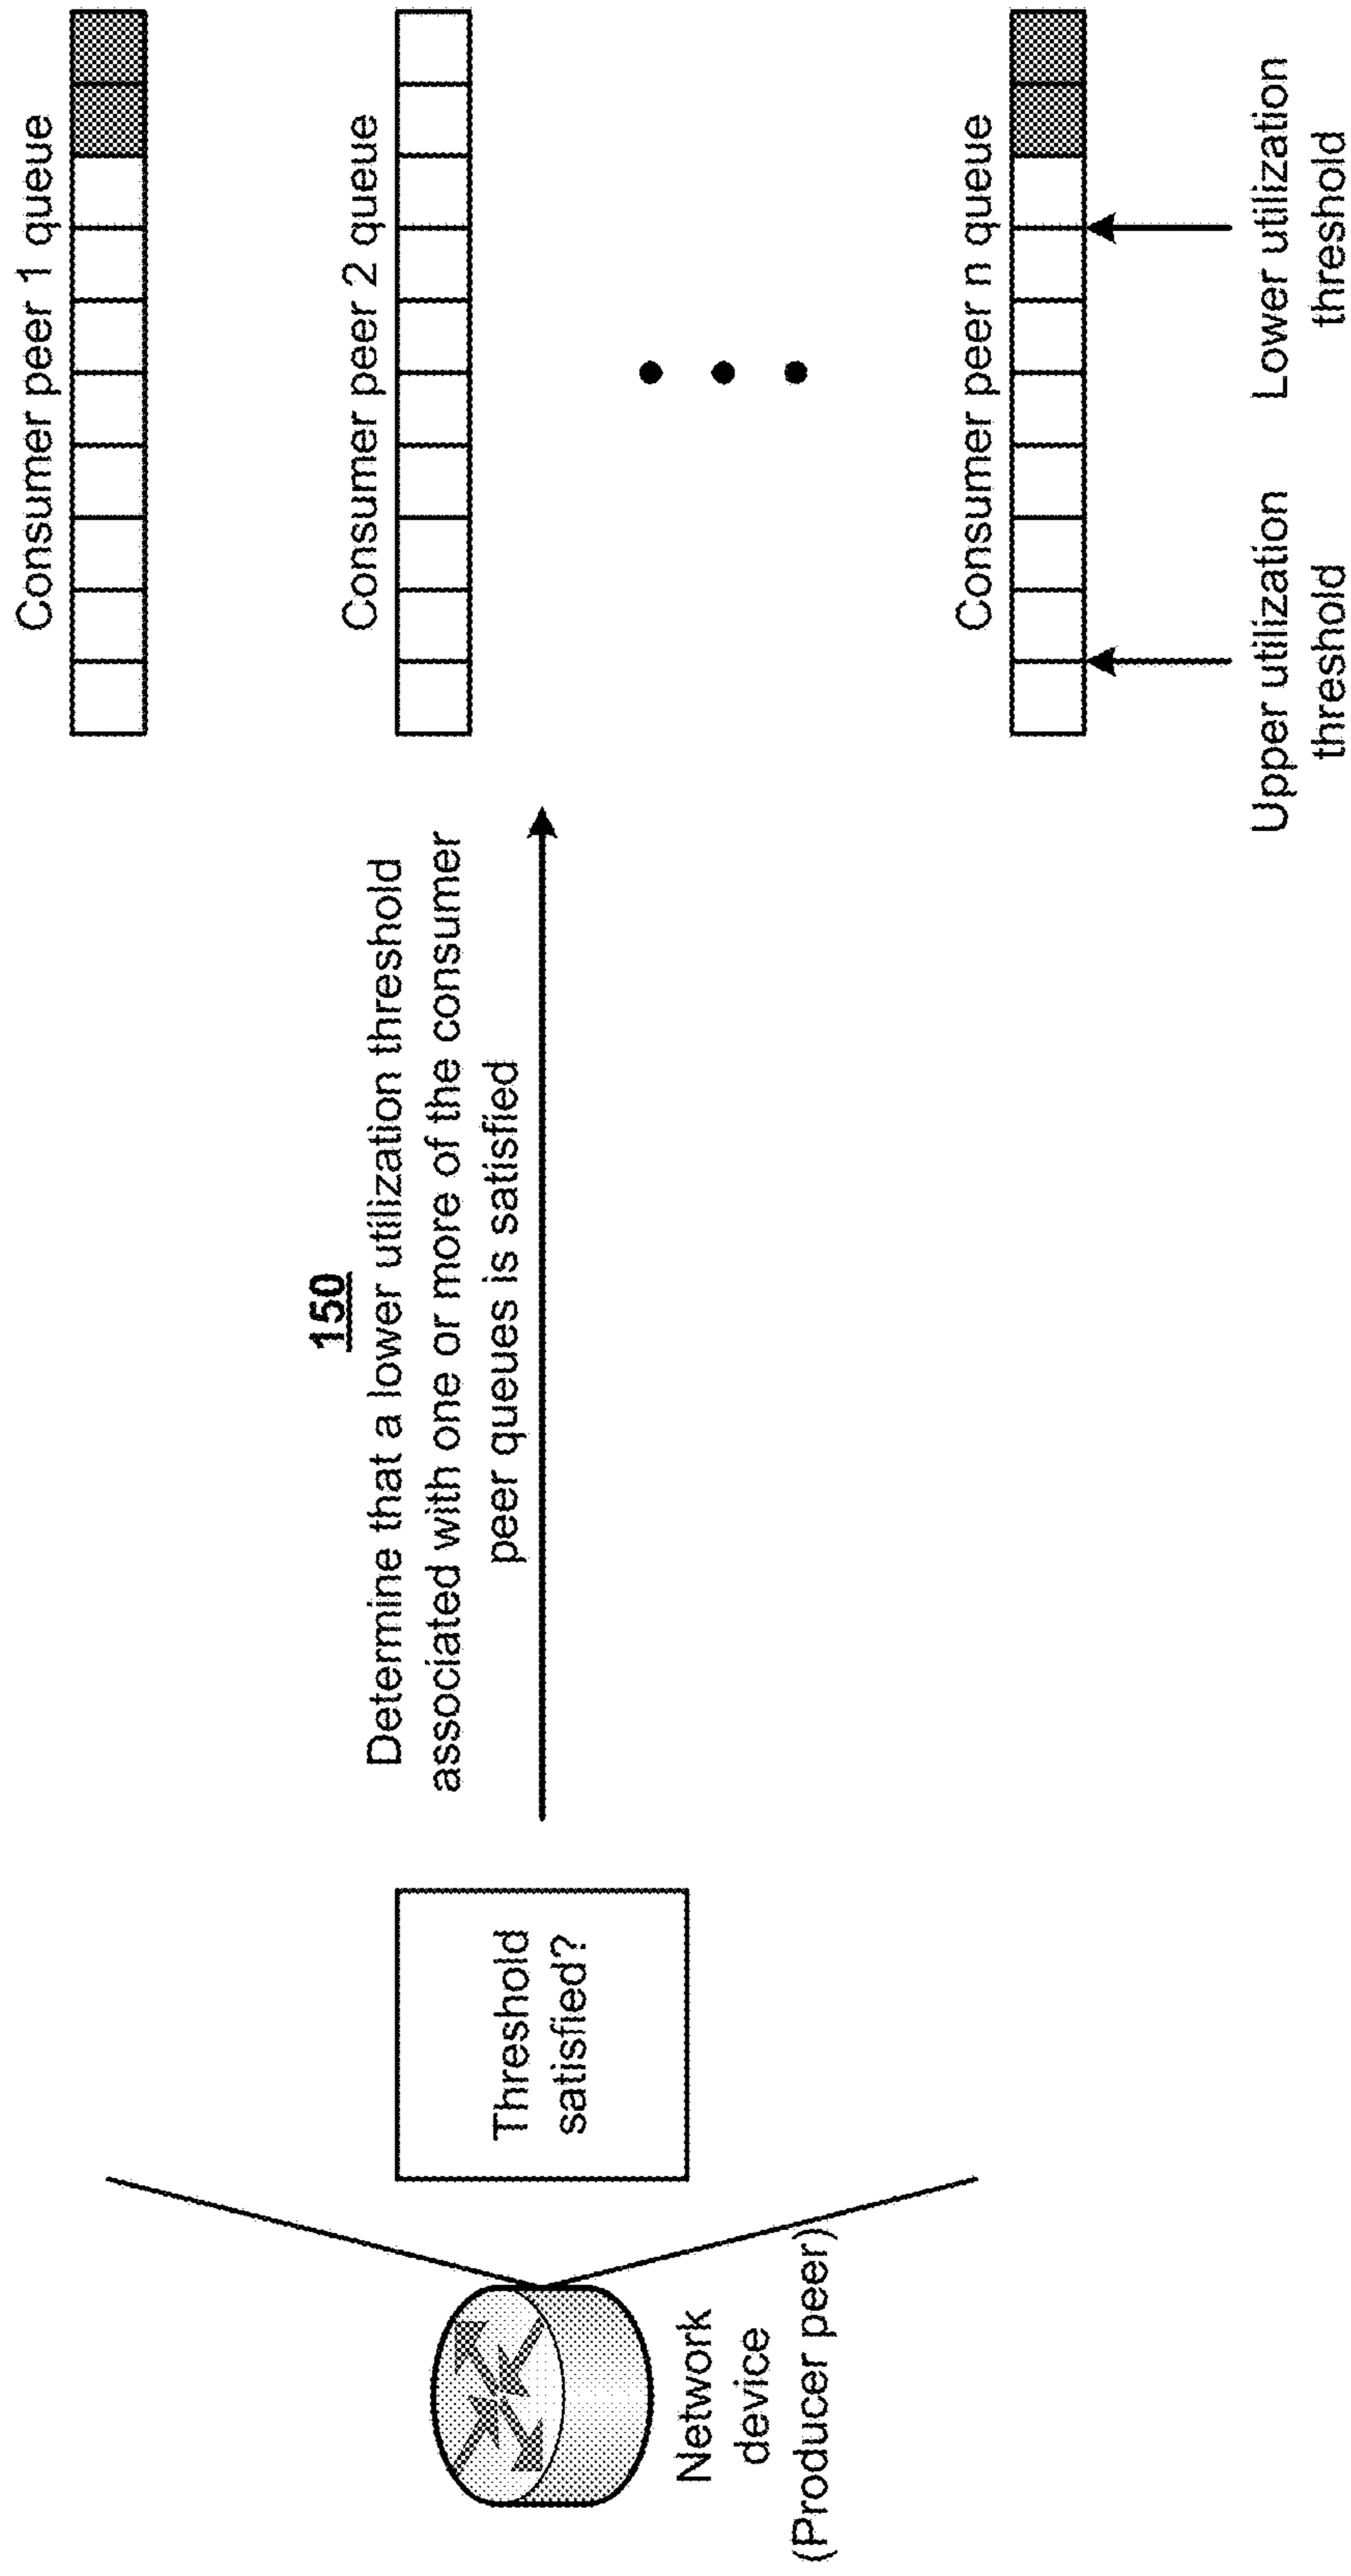 Consumer peer 1 queue
150
Determine that a lower utilization threshold
associated with one or more of the consumer
peer queues is satisfied
Consumer peer 2 queue
Threshold
satisfied?
Network
device
(Producer peer)
Consumer peer n queue
Upper utilization
threshold
Lower utilization
threshold